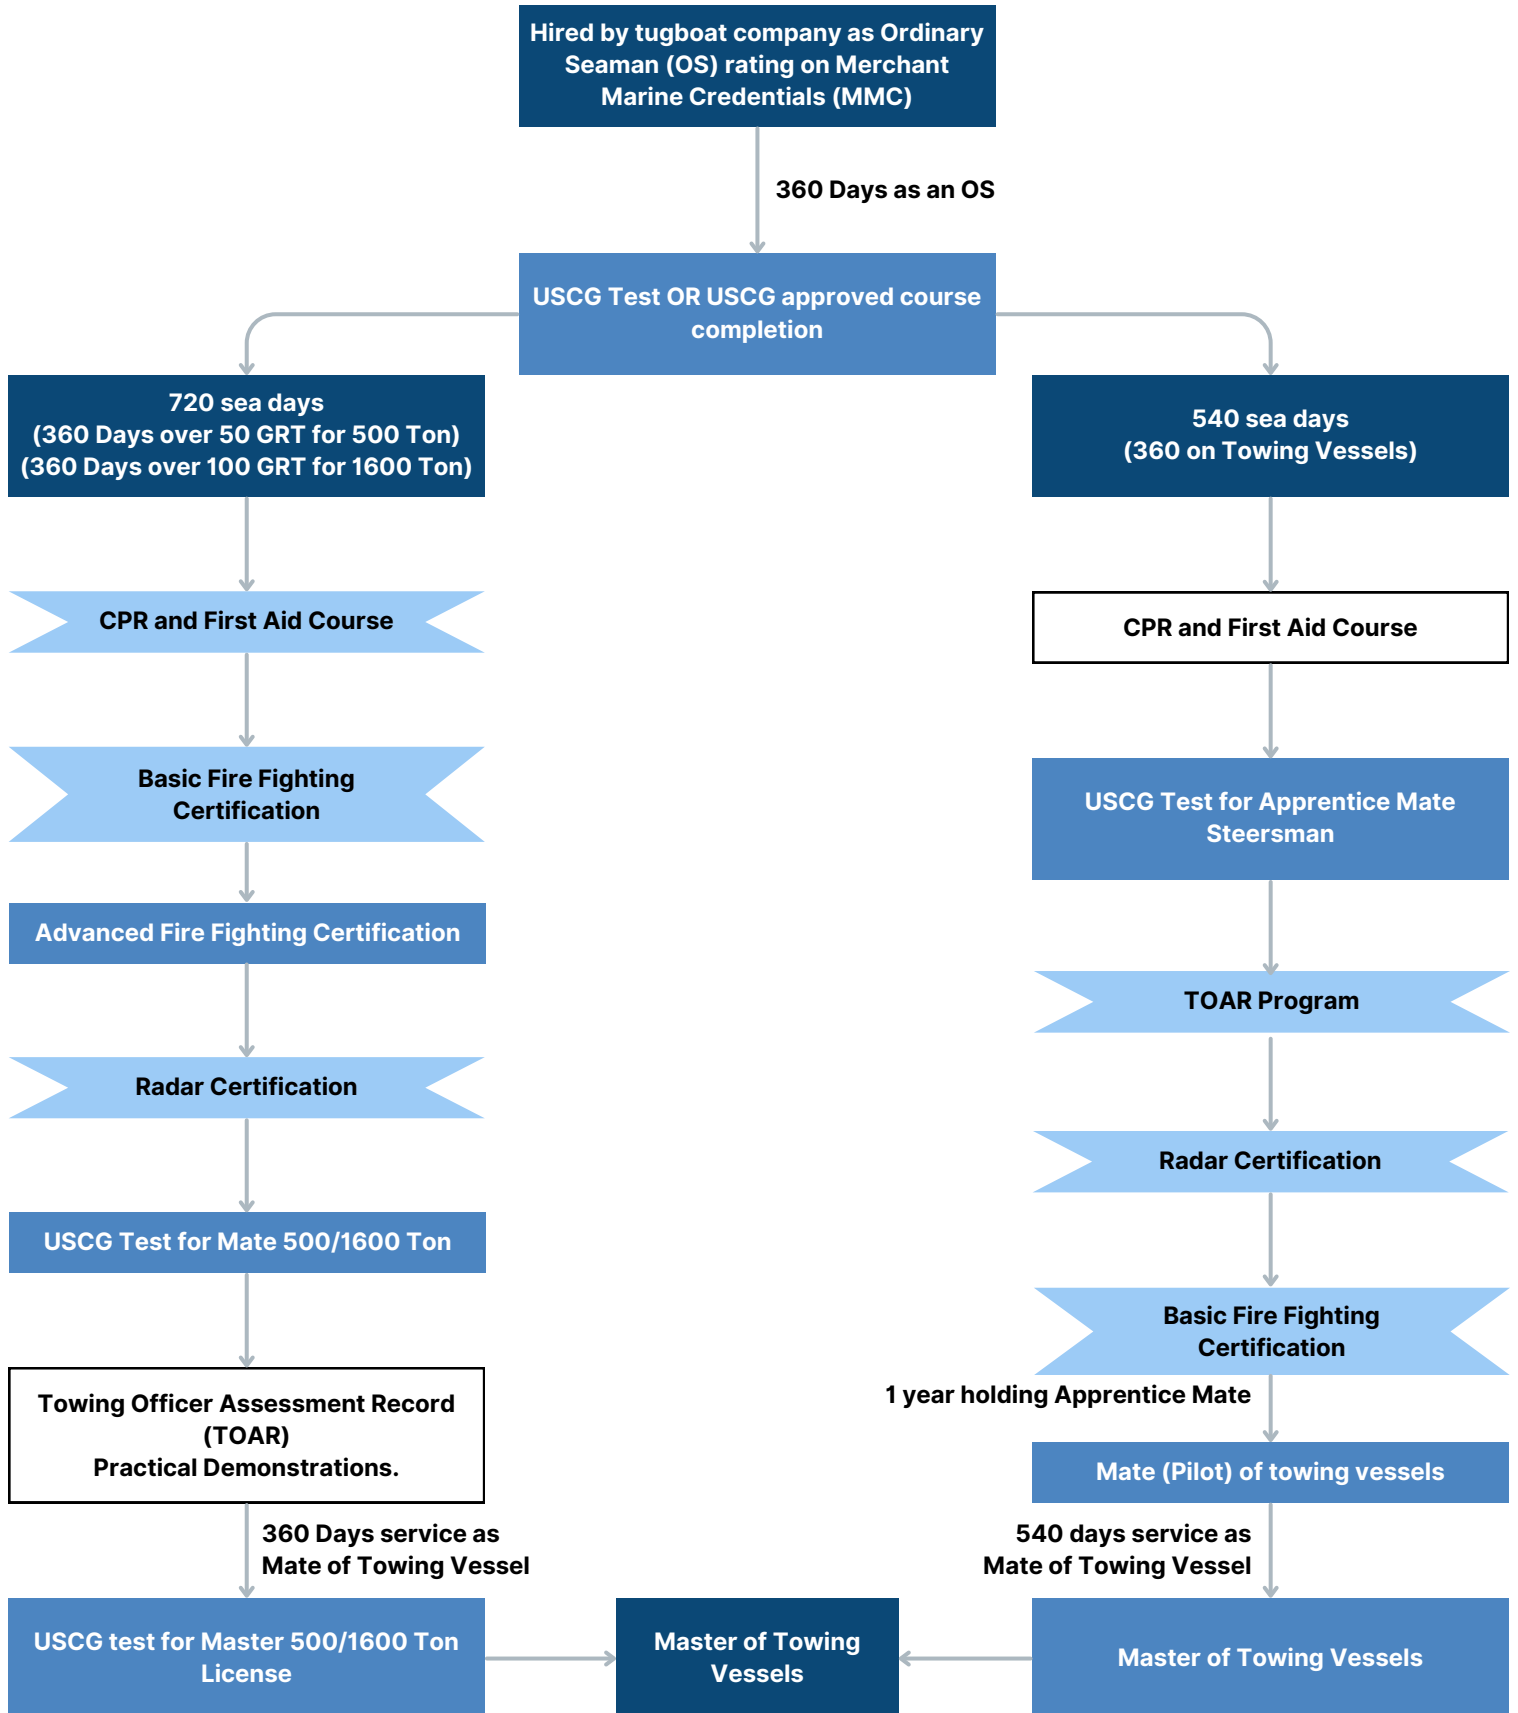 Hired by tugboat company as Ordinary
Seaman (OS) rating on Merchant
Marine Credentials (MMC)
360 Days as an OS
USCG Test OR USCG approved course
completion
720 sea days
(360 Days over 50 GRT for 500 Ton)
(360 Days over 100 GRT for 1600 Ton)
CPR and First Aid Course
Basic Fire Fighting
Certification
Advanced Fire Fighting Certification
Radar Certification
USCG Test for Mate 500/1600 Ton
Towing Officer Assessment Record
(TOAR)
Practical Demonstrations.
360 Days service as
Mate of Towing Vessel
USCG test for Master 500/1600 Ton
License
540 sea days
(360 on Towing Vessels)
CPR and First Aid Course
USCG Test for Apprentice Mate
Steersman
TOAR Program
Radar Certification
Basic Fire Fighting
Certification
1 year holding Apprentice Mate
Mate (Pilot) of towing vessels
540 days service as
Mate of Towing Vessel
Master of Towing Vessels
Master of Towing
Vessels